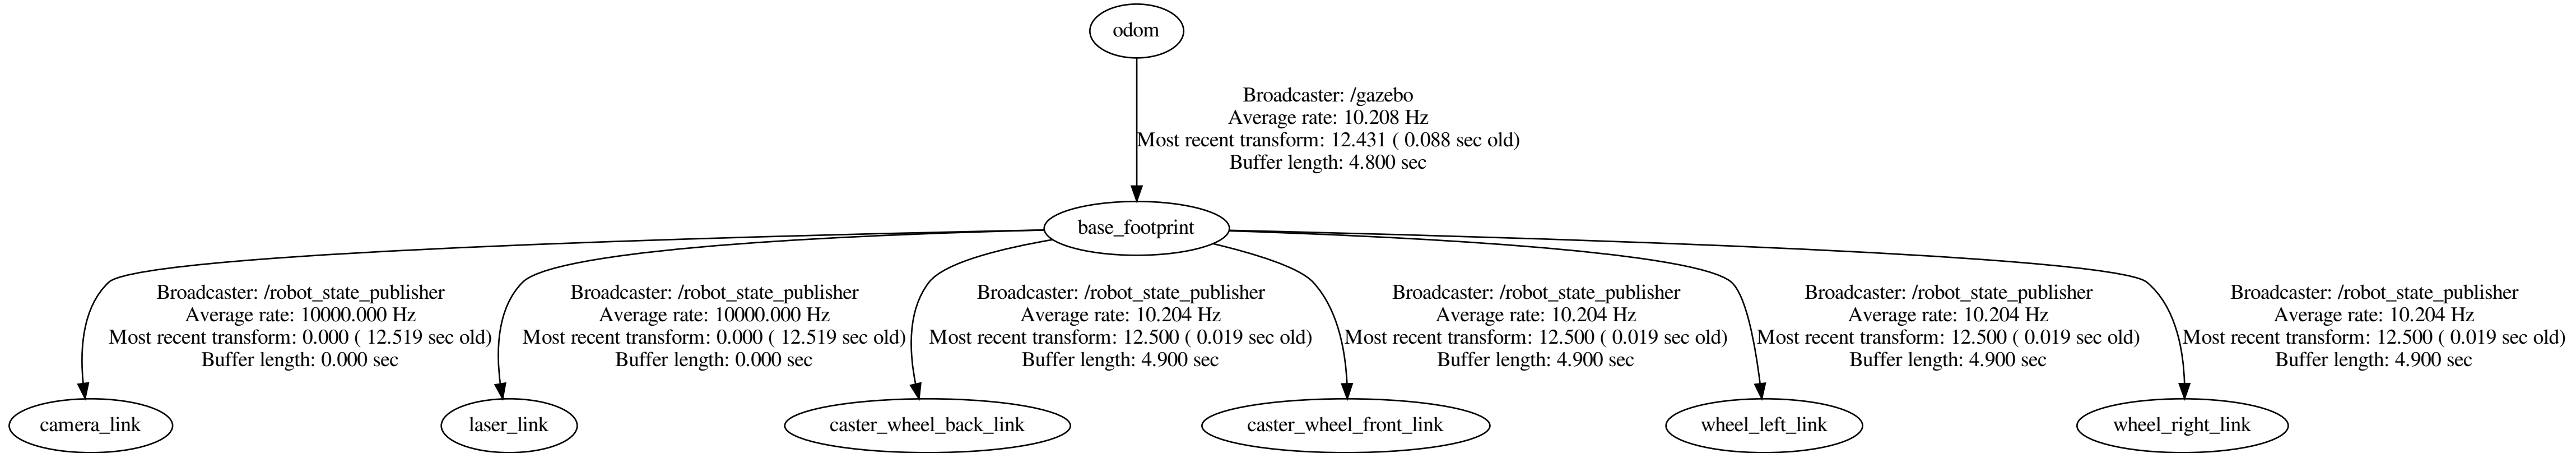 odom
Broadcaster: /gazebo
Average rate: 10.208 Hz
Most recent transform: 12.431 ( 0.088 sec old)
Buffer length: 4.800 sec
base_footprint
Broadcaster: /robot_state_publisher
Average rate: 10000.000 Hz
Most recent transform: 0.000 ( 12.519 sec old)
Buffer length: 0.000 sec
Broadcaster: /robot_state_publisher
Average rate: 10000.000 Hz
Most recent transform: 0.000 ( 12.519 sec old)
Buffer length: 0.000 sec
Broadcaster: /robot_state_publisher
Average rate: 10.204 Hz
Most recent transform: 12.500 ( 0.019 sec old)
Buffer length: 4.900 sec
Broadcaster: /robot_state_publisher
Average rate: 10.204 Hz
Most recent transform: 12.500 ( 0.019 sec old)
Buffer length: 4.900 sec
Broadcaster: /robot_state_publisher
Average rate: 10.204 Hz
Most recent transform: 12.500 ( 0.019 sec old)
Buffer length: 4.900 sec
Broadcaster: /robot_state_publisher
Average rate: 10.204 Hz
Most recent transform: 12.500 ( 0.019 sec old)
Buffer length: 4.900 sec
camera_link
laser_link
caster_wheel_back_link
caster_wheel_front_link
wheel_left_link
wheel_right_link